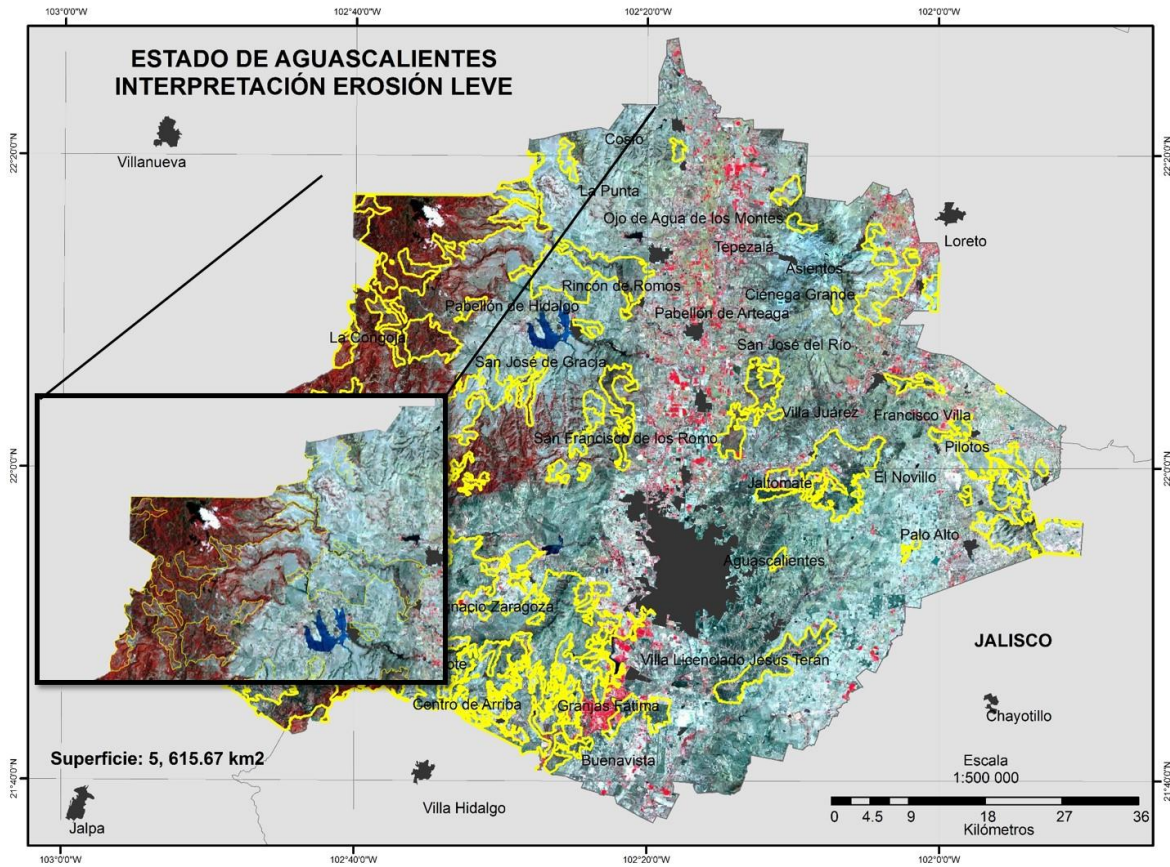 103°0'0"W
102°40'0"W
102°20'0"W
102°0'0"W
ESTADO DE AGUASCALIENTES
INTERPRETACIÓN EROSIÓN LEVE
Villanueva
22°20'0"N
22°20'0"N
Cosío
La Punta
Ojo de Agua de los Montes
Loreto
Tepezalá
Asientos
Rincón de Romos
Ciénega Grande
Pabellón de Hidalgo
Pabellón de Arteaga
La Congoja
San José del Río
San José de Gracia
Villa Juárez
Francisco Villa
San Francisco de los Romo
Pilotos
22°0'0"N
22°0'0"N
El Novillo
Jaltomate
Palo Alto
Aguascalientes
nacio Zaragoza
JALISCO
Villa Licenciado Jesús Terán
ote
Centro de Arriba
Granjas Fátima
Chayotillo
Superficie: 5, 615.67 km2
Buenavista
Escala
1:500 000
21°40'0"N
21°40'0"N
Villa Hidalgo
0 4.5 9 18 27 36
Kilómetros
Jalpa
103°0'0"W
102°40'0"W
102°20'0"W
102°0'0"W